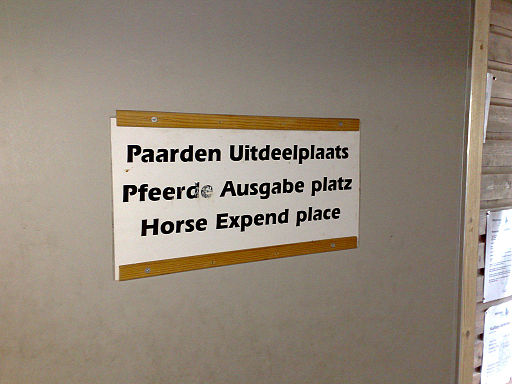 Paarden Uitdeelplaats
Pfeerde Ausgabe platz
Horse Expend place